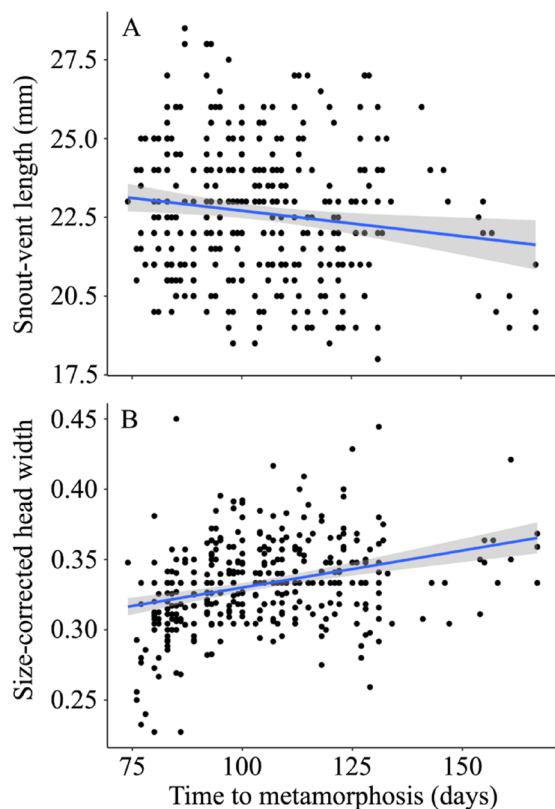 A
Snout-vent length (mm)
27.5
25.0
22.5
20.5
17.5
B
Size-corrected head width
0.45
0.40
0.35
0.30
0.25
75 100 125 150
Time to metamorphosis (days)